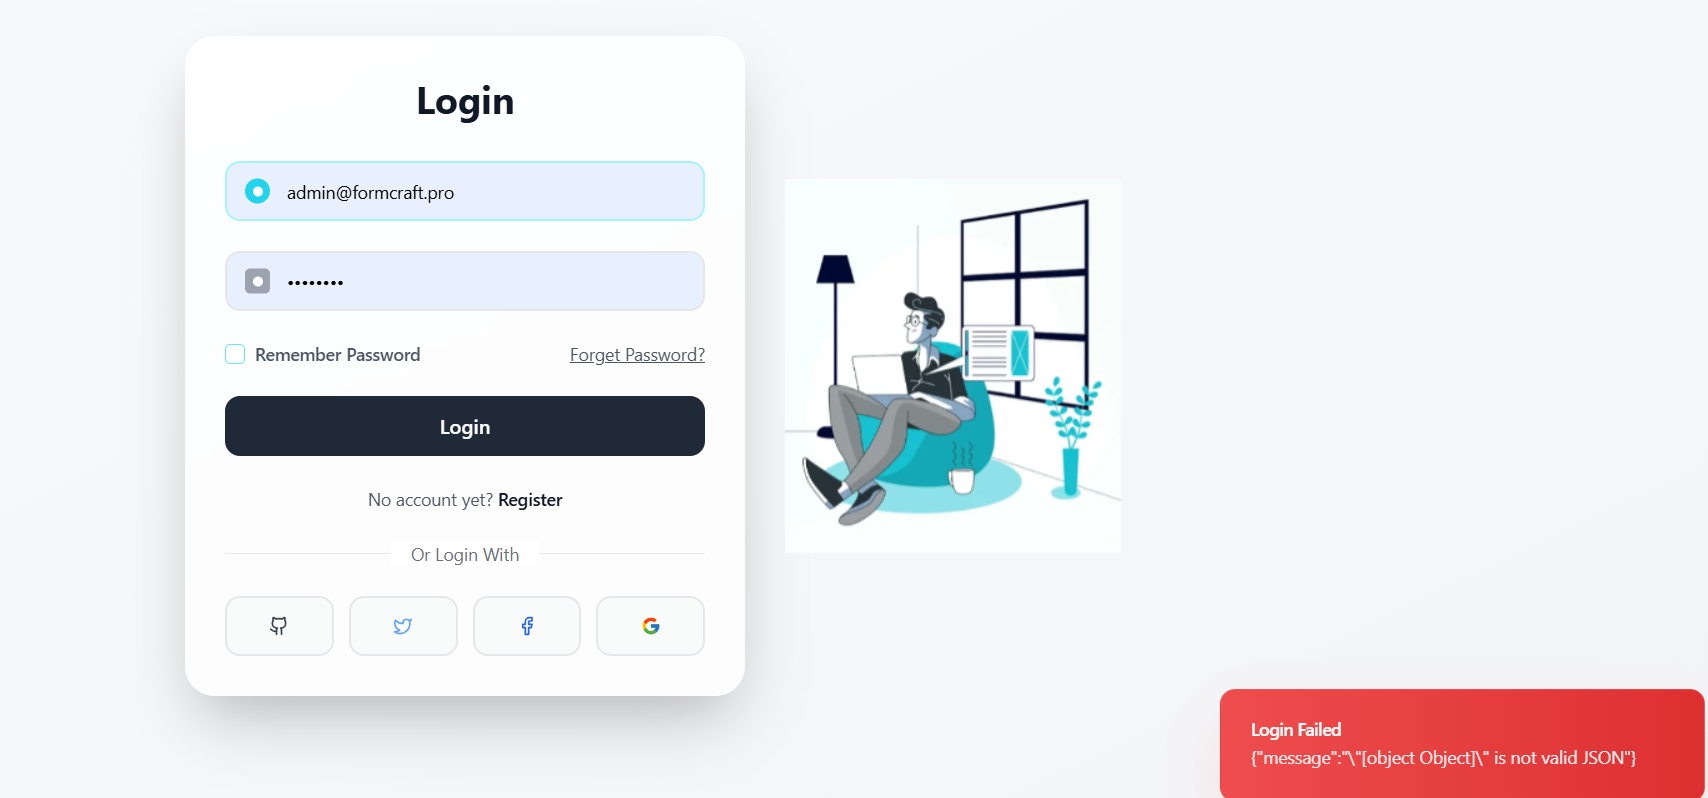 Login
admin@formcraft.pro
••••••••
Remember Password
Forget Password?
Login
No account yet? Register
Or Login With
Login Failed
{"message":"\"[object Object]\" is not valid JSON"}